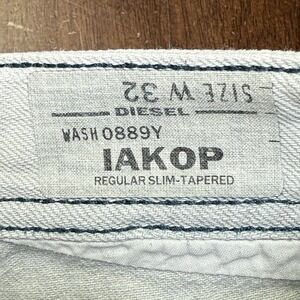 SIZE W 32
DIESEL
WASH 0889Y
IAKOP
REGULAR SLIM-TAPERED